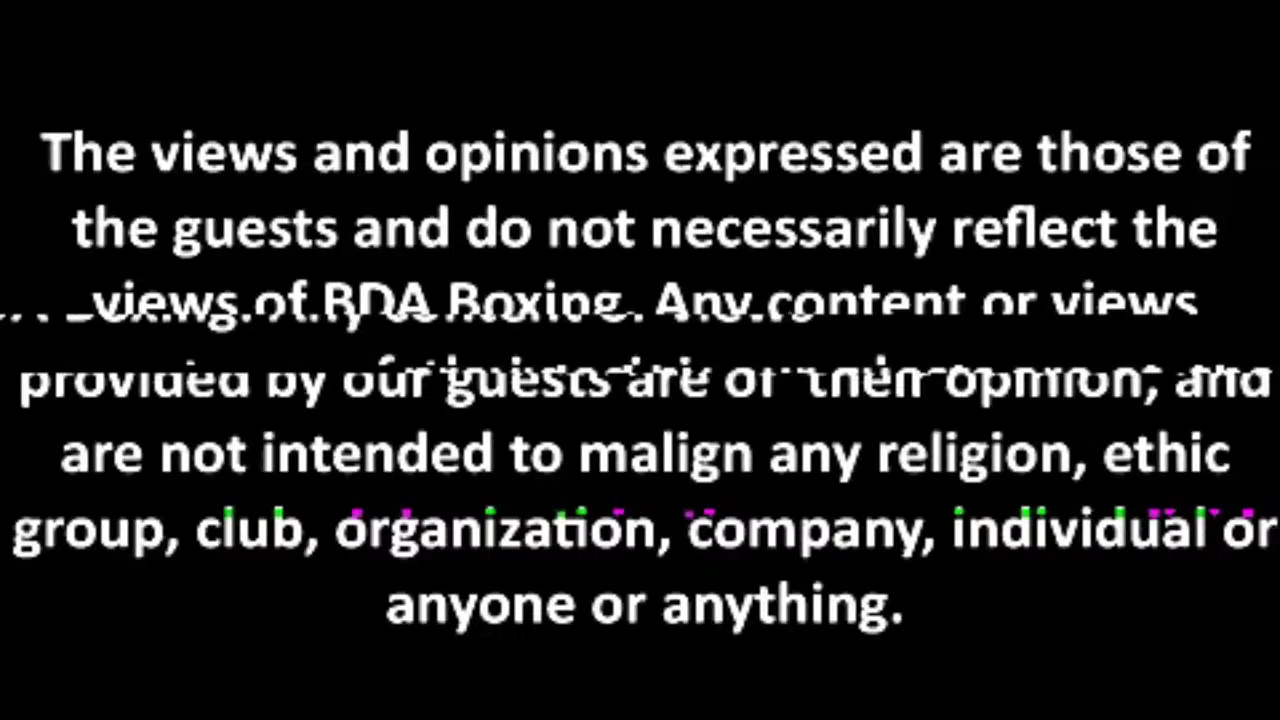 The views and opinions expressed are those of
the guests and do not necessarily reflect the
views of BDA Boxing. Any content or views
provided by our guests are of their opinion, and
are not intended to malign any religion, ethic
group, club, organization, company, individual or
anyone or anything.